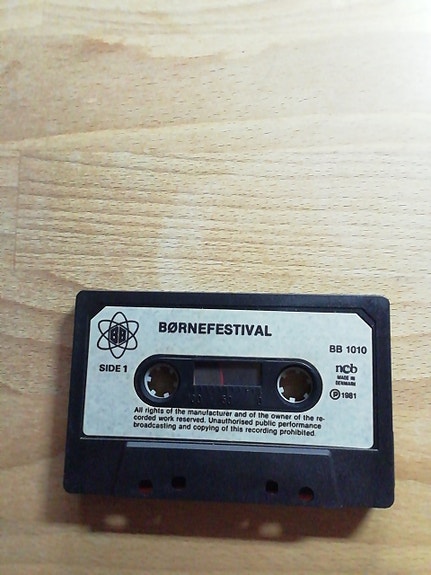 BB
BØRNEFESTIVAL
BB 1010
SIDE 1
ncb
MADE IN
DENMARK
℗ 1981
All rights of the manufacturer and of the owner of the re-
corded work reserved. Unauthorised public performance
broadcasting and copying of this recording prohibited.